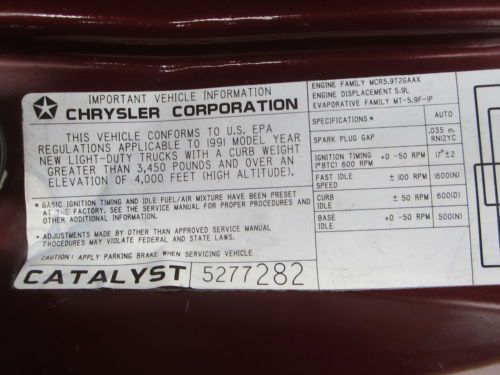 IMPORTANT VEHICLE INFORMATION
CHRYSLER CORPORATION
THIS VEHICLE CONFORMS TO U.S. EPA
REGULATIONS APPLICABLE TO 1991 MODEL YEAR
NEW LIGHT-DUTY TRUCKS WITH A CURB WEIGHT
GREATER THAN 3,450 POUNDS AND OVER AN
ELEVATION OF 4,000 FEET (HIGH ALTITUDE).
* BASIC IGNITION TIMING AND IDLE FUEL/AIR MIXTURE HAVE BEEN PRESET
AT THE FACTORY. SEE THE SERVICE MANUAL FOR PROPER PROCEDURES AND
OTHER ADDITIONAL INFORMATION.
* ADJUSTMENTS MADE BY OTHER THAN APPROVED SERVICE MANUAL
PROCEDURES MAY VIOLATE FEDERAL AND STATE LAWS.
CAUTION: APPLY PARKING BRAKE WHEN SERVICING VEHICLE
CATALYST 5277282
ENGINE FAMILY MCR5.9T2GAAX
ENGINE DISPLACEMENT 5.9L
EVAPORATIVE FAMILY MT-5.9F-1P
SPECIFICATIONS * AUTO
SPARK PLUG GAP .035 in. RN12YC
IGNITION TIMING (°BTC) 600 RPM +0 -50 RPM 17°±2
FAST IDLE SPEED ± 100 RPM 1600(N)
CURB IDLE ± 50 RPM 600(D)
BASE IDLE +0 -50 RPM 500(N)